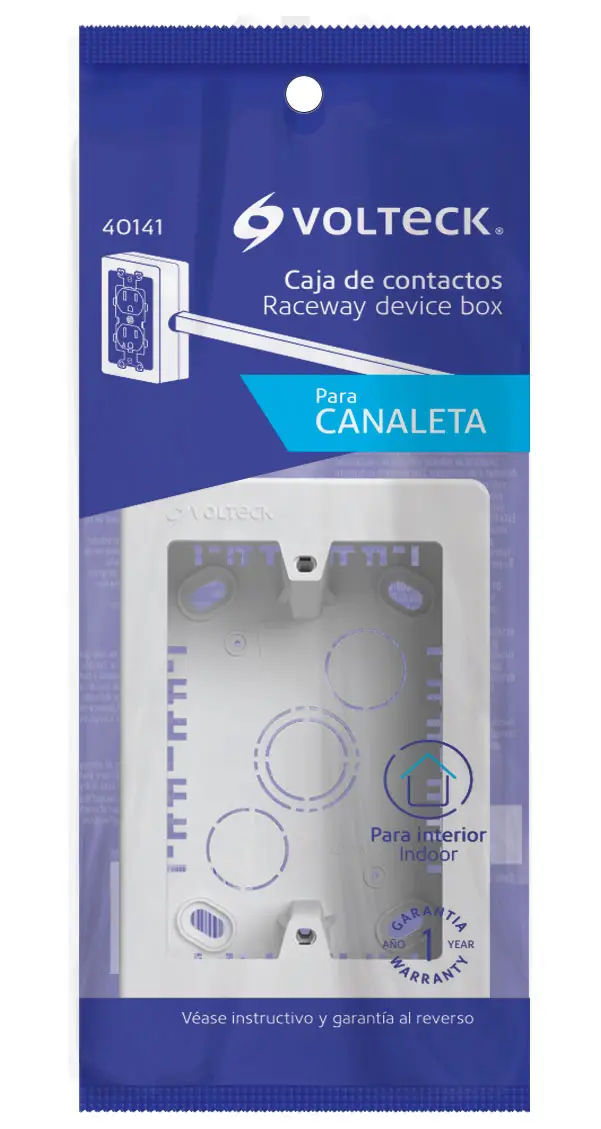 40141
VOLTECK®
Caja de contactos
Raceway device box
Para
CANALETA
VOLTECK
Para interior
Indoor
GARANTÍA
AÑO 1 YEAR
WARRANTY
Véase instructivo y garantía al reverso